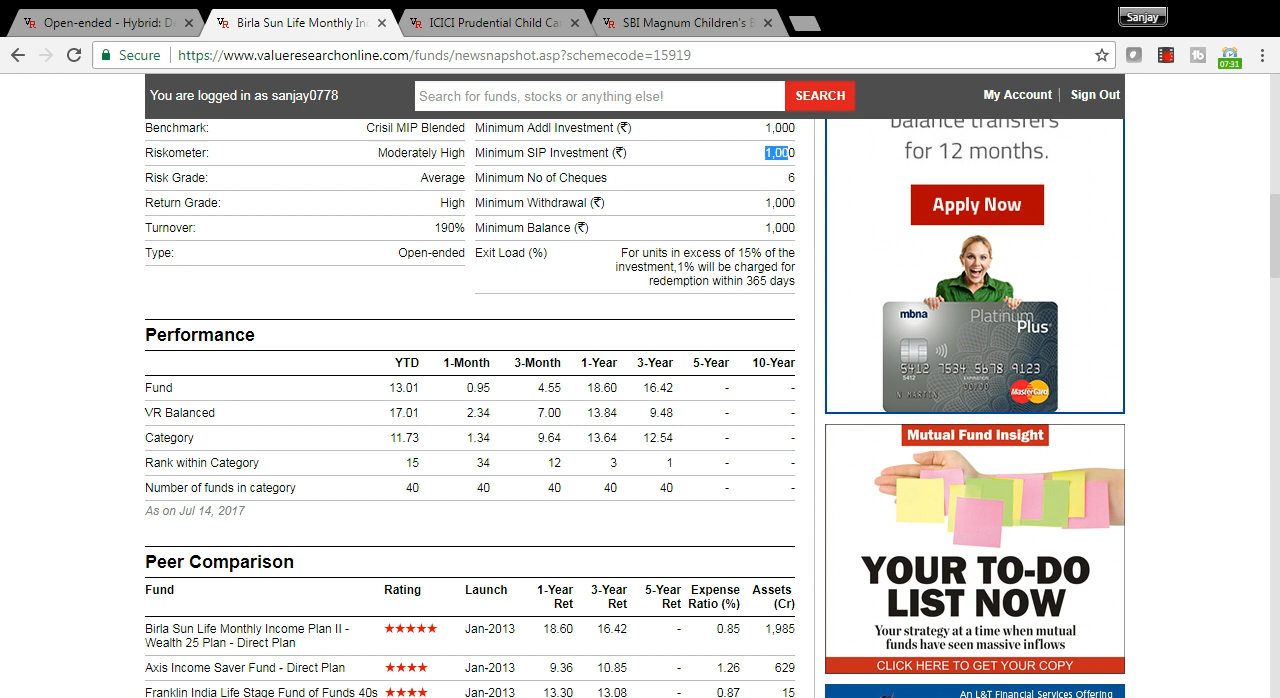 Open-ended - Hybrid: D
Birla Sun Life Monthly In
ICICI Prudential Child Ca
SBI Magnum Children's B
Sanjay
Secure
https://www.valueresearchonline.com/funds/newsnapshot.asp?schemecode=15919
07:31
You are logged in as sanjay0778
Search for funds, stocks or anything else!
SEARCH
My Account
Sign Out
Benchmark: Crisil MIP Blended
Riskometer: Moderately High
Risk Grade: Average
Return Grade: High
Turnover: 190%
Type: Open-ended
Minimum Addl Investment (₹) 1,000
Minimum SIP Investment (₹) 1,000
Minimum No of Cheques 6
Minimum Withdrawal (₹) 1,000
Minimum Balance (₹) 1,000
Exit Load (%) For units in excess of 15% of the
investment,1% will be charged for
redemption within 365 days
Performance
YTD 1-Month 3-Month 1-Year 3-Year 5-Year 10-Year
Fund 13.01 0.95 4.55 18.60 16.42 - -
VR Balanced 17.01 2.34 7.00 13.84 9.48 - -
Category 11.73 1.34 9.64 13.64 12.54 - -
Rank within Category 15 34 12 3 1 - -
Number of funds in category 40 40 40 40 40 - -
As on Jul 14, 2017
Peer Comparison
Fund Rating Launch 1-Year Ret 3-Year Ret 5-Year Ret Expense Ratio (%) Assets (Cr)
Birla Sun Life Monthly Income Plan II - Wealth 25 Plan - Direct Plan ★★★★★ Jan-2013 18.60 16.42 - 0.85 1,985
Axis Income Saver Fund - Direct Plan ★★★★ Jan-2013 9.36 10.85 - 1.26 629
Franklin India Life Stage Fund of Funds 40s ★★★★ Jan-2013 13.30 13.08 - 0.87 15
balance transfers
for 12 months.
Apply Now
mbna
Platinum
Plus
5412 7534 5678 9123
5412
MasterCard
Mutual Fund Insight
YOUR TO-DO
LIST NOW
Your strategy at a time when mutual
funds have seen massive inflows
CLICK HERE TO GET YOUR COPY
An L&T Financial Services Offering